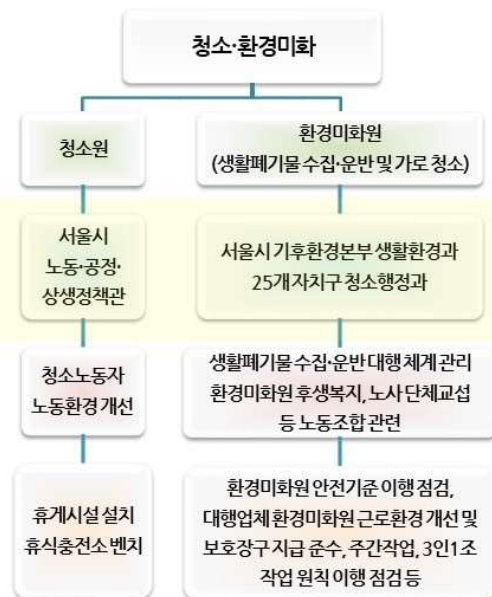 청소·환경미화
청소원
환경미화원
(생활폐기물 수집·운반 및 가로 청소)
서울시
노동·공정·
상생정책관
서울시 기후환경본부 생활환경과
25개 자치구 청소행정과
청소노동자
노동환경 개선
생활폐기물 수집·운반 대행 체계 관리
환경미화원 후생복지, 노사 단체교섭
등 노동조합 관련
휴게시설 설치
휴식충전소 벤치
환경미화원 안전기준 이행 점검,
대행업체 환경미화원 근로환경 개선 및
보호장구 지급 준수, 주간작업, 3인1조
작업 원칙 이행 점검 등